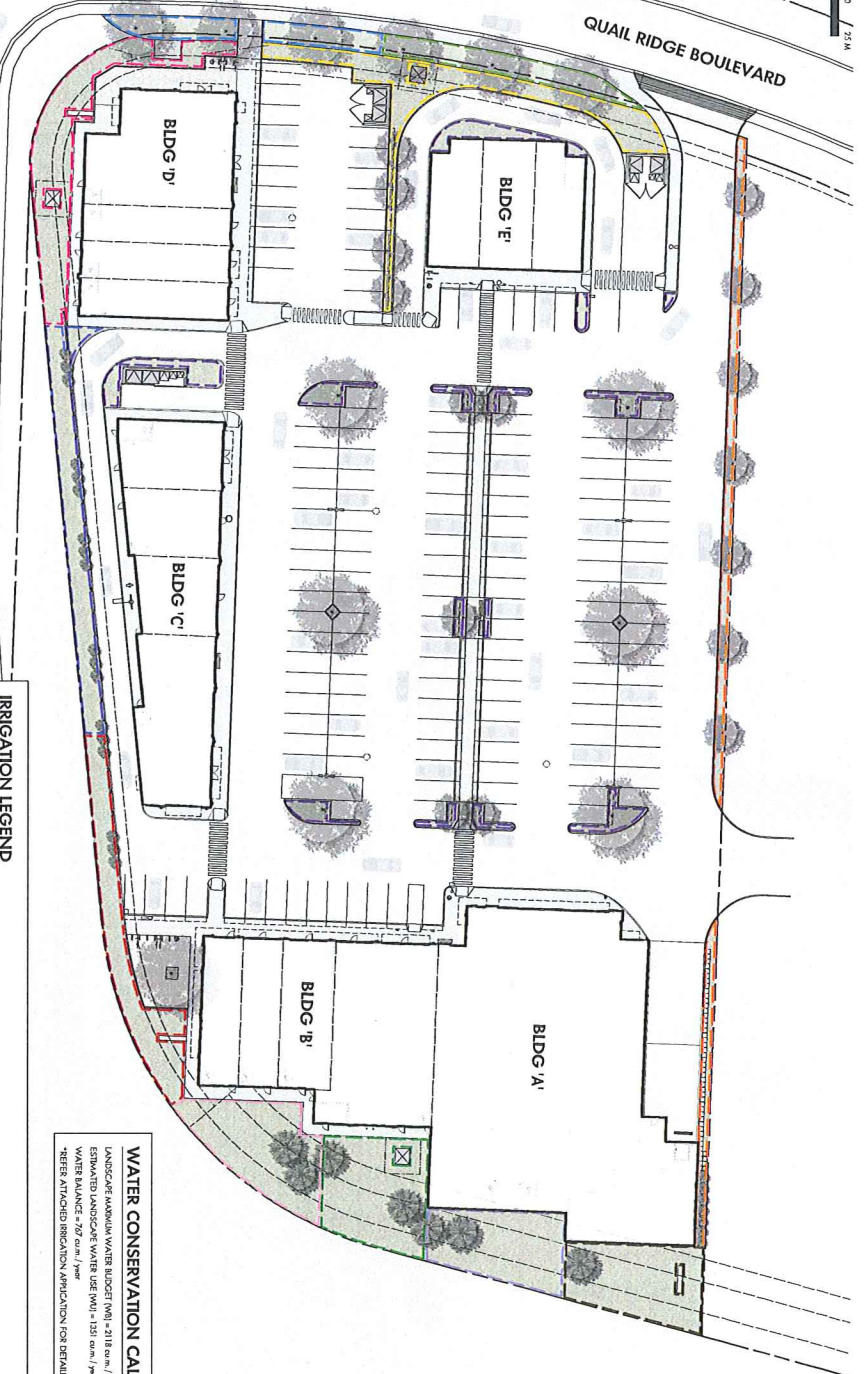 25 M
QUAIL RIDGE BOULEVARD
BLDG 'D'
BLDG 'E'
BLDG 'C'
BLDG 'B'
BLDG 'A'
IRRIGATION LEGEND
WATER CONSERVATION CAL
LANDSCAPE MAXIMUM WATER BUDGET (WB) = 2118 cu.m. /
ESTIMATED LANDSCAPE WATER USE (WU) = 1351 cu.m. / ye
WATER BALANCE = 767 cu.m. / year
*REFER ATTACHED IRRIGATION APPLICATION FOR DETAIL